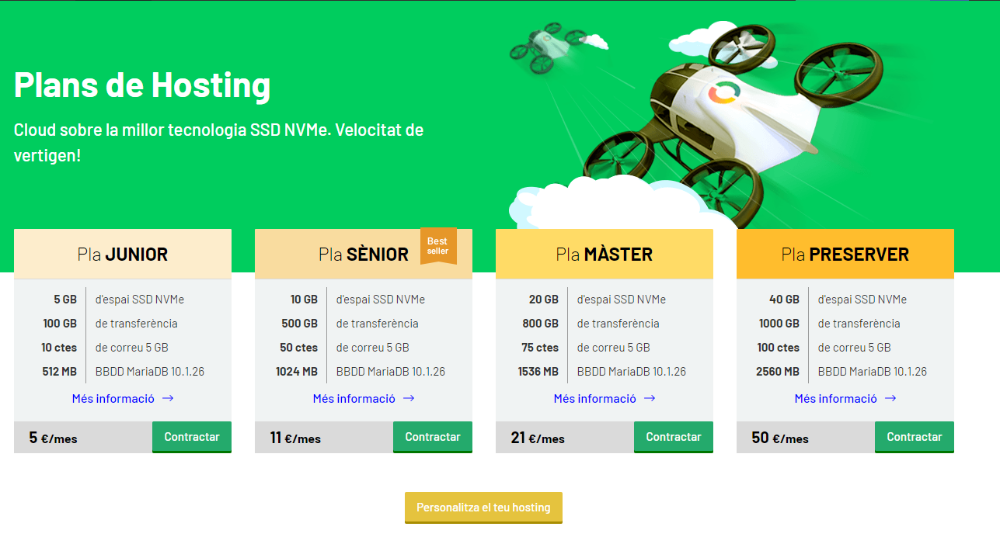 Plans de Hosting
Cloud sobre la millor tecnologia SSD NVMe. Velocitat de
vertigen!
Pla JUNIOR
5 GB d'espai SSD NVMe
100 GB de transferència
10 ctes de correu 5 GB
512 MB BBDD MariaDB 10.1.26
Més informació →
5 €/mes Contractar
Pla SÈNIOR
Best
seller
10 GB d'espai SSD NVMe
500 GB de transferència
50 ctes de correu 5 GB
1024 MB BBDD MariaDB 10.1.26
Més informació →
11 €/mes Contractar
Pla MÀSTER
20 GB d'espai SSD NVMe
800 GB de transferència
75 ctes de correu 5 GB
1536 MB BBDD MariaDB 10.1.26
Més informació →
21 €/mes Contractar
Pla PRESERVER
40 GB d'espai SSD NVMe
1000 GB de transferència
100 ctes de correu 5 GB
2560 MB BBDD MariaDB 10.1.26
Més informació →
50 €/mes Contractar
Personalitza el teu hosting